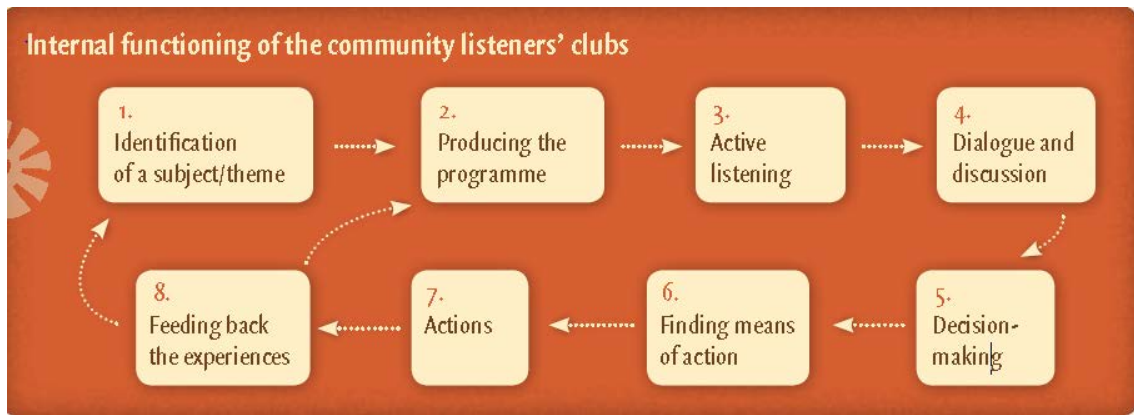 Internal functioning of the community listeners’ clubs
1.
Identification
of a subject/theme
2.
Producing the
programme
3.
Active
listening
4.
Dialogue and
discussion
5.
Decision-
making
6.
Finding means
of action
7.
Actions
8.
Feeding back
the experiences